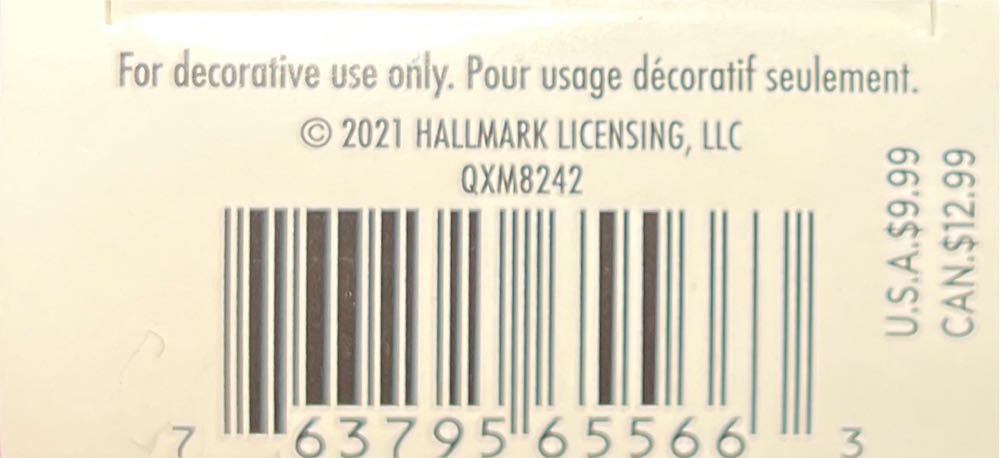 For decorative use only. Pour usage décoratif seulement.
© 2021 HALLMARK LICENSING, LLC
QXM8242
U.S.A.$9.99
CAN.$12.99
7 63795 65566 3